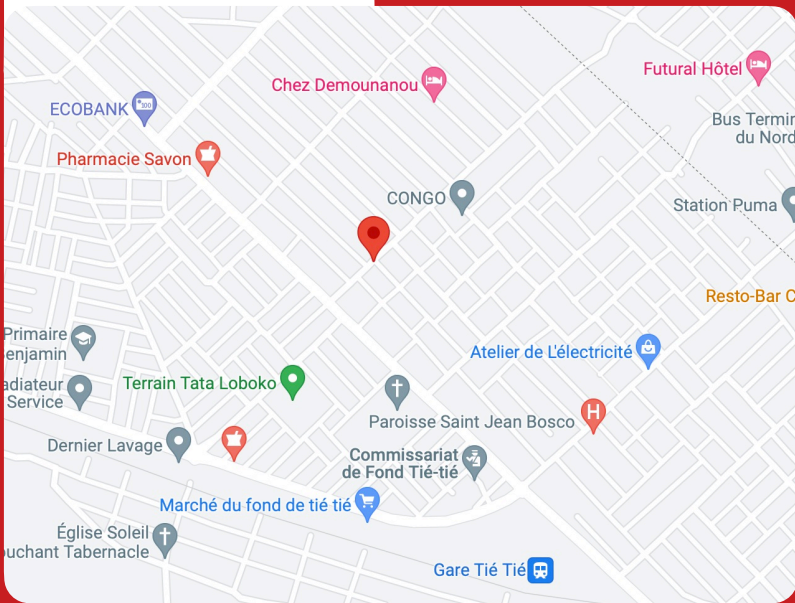 Futural Hôtel
Chez Demounanou
ECOBANK
Bus Termin
du Nord
Pharmacie Savon
CONGO
Station Puma
Resto-Bar C
Primaire
enjamin
Atelier de L'électricité
adiateur
Service
Terrain Tata Loboko
Paroisse Saint Jean Bosco
Dernier Lavage
Commissariat
de Fond Tié-tié
Marché du fond de tié tié
Église Soleil
ouchant Tabernacle
Gare Tié Tié
H